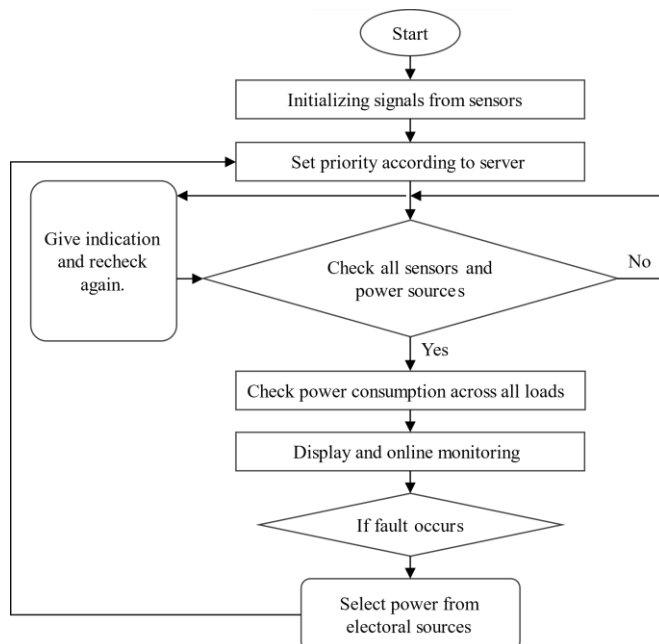 Start
Initializing signals from sensors
Set priority according to server
Give indication
and recheck
again.
Check all sensors and
power sources
No
Yes
Check power consumption across all loads
Display and online monitoring
If fault occurs
Select power from
electoral sources